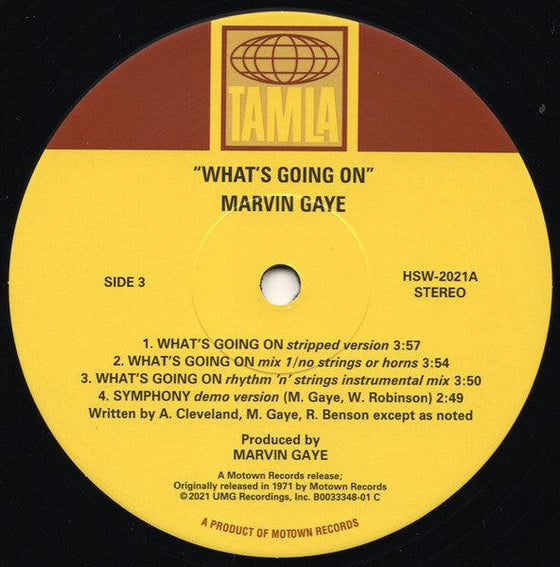 TAMLA
"WHAT'S GOING ON"
MARVIN GAYE
SIDE 3
HSW-2021A
STEREO
1. WHAT'S GOING ON stripped version 3:57
2. WHAT'S GOING ON mix 1/no strings or horns 3:54
3. WHAT'S GOING ON rhythm 'n' strings instrumental mix 3:50
4. SYMPHONY demo version (M. Gaye, W. Robinson) 2:49
Written by A. Cleveland, M. Gaye, R. Benson except as noted
Produced by
MARVIN GAYE
A Motown Records release;
Originally released in 1971 by Motown Records
©2021 UMG Recordings, Inc. B0033348-01 C
A PRODUCT OF MOTOWN RECORDS